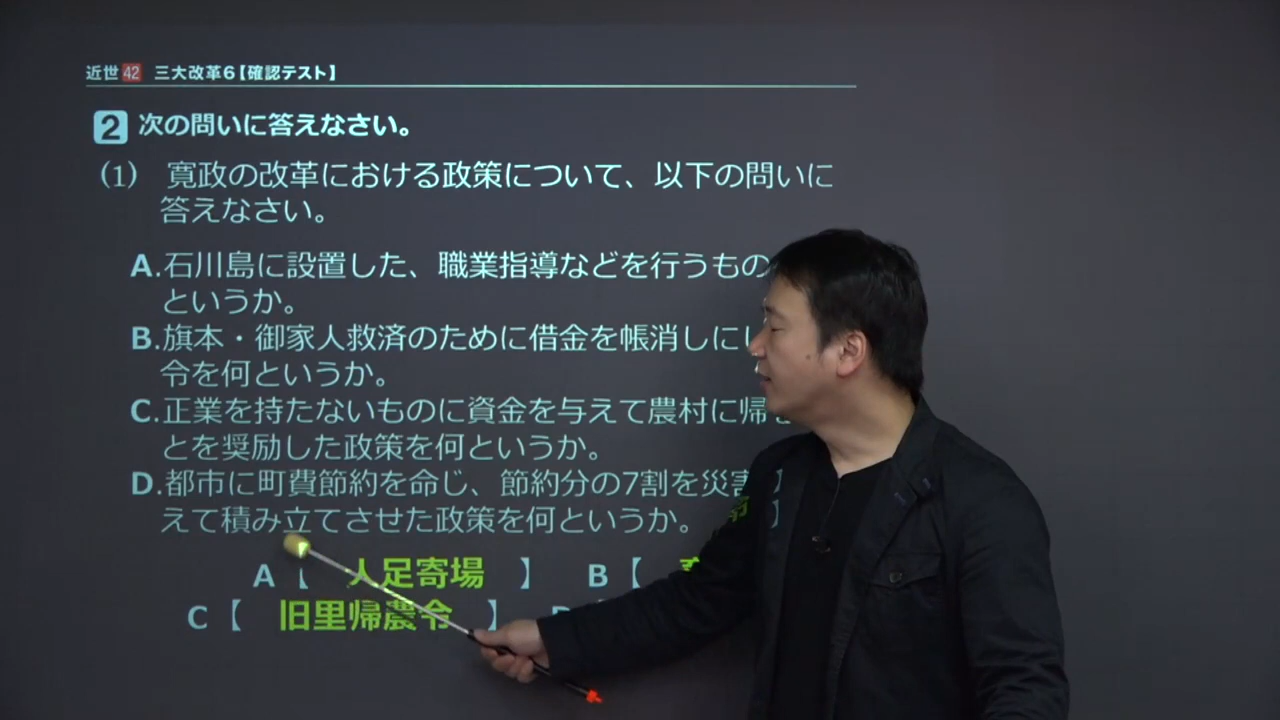 近世42 三大改革6【確認テスト】
2 次の問いに答えなさい。
(1) 寛政の改革における政策について、以下の問いに
答えなさい。
A.石川島に設置した、職業指導などを行うもの
というか。
B.旗本・御家人救済のために借金を帳消しにし
令を何というか。
C.正業を持たないものに資金を与えて農村に帰
とを奨励した政策を何というか。
D.都市に町費節約を命じ、節約分の7割を災害
えて積み立てさせた政策を何というか。
A【 人足寄場 】 B【
令 】
C【 旧里帰農令 】